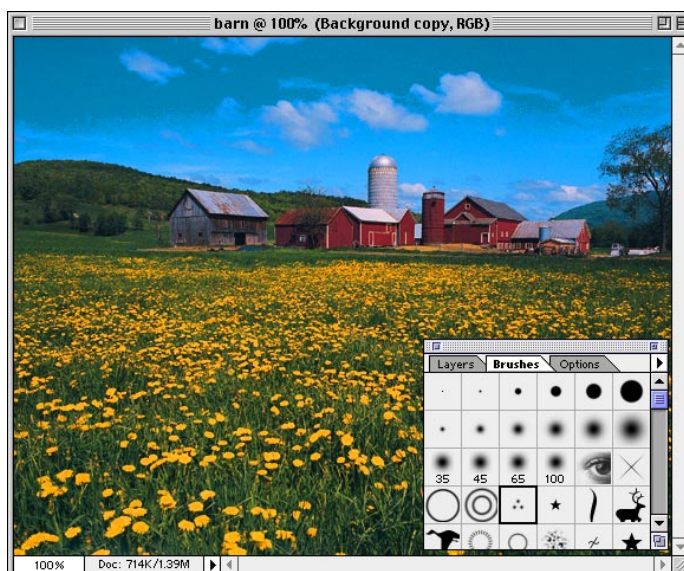 barn @ 100% (Background copy, RGB)
Layers Brushes Options
35 45 65 100
100% Doc: 714K/1.39M